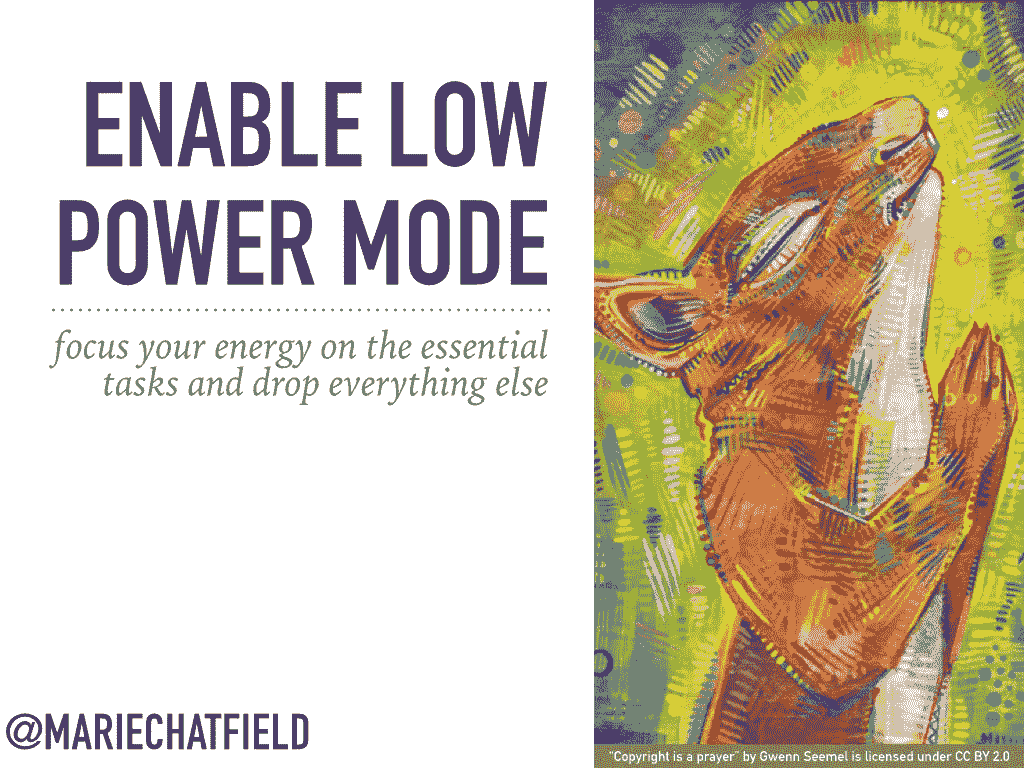 ENABLE LOW
POWER MODE
focus your energy on the essential
tasks and drop everything else
@MARIECHATFIELD
"Copyright is a prayer" by Gwenn Seemel is licensed under CC BY 2.0